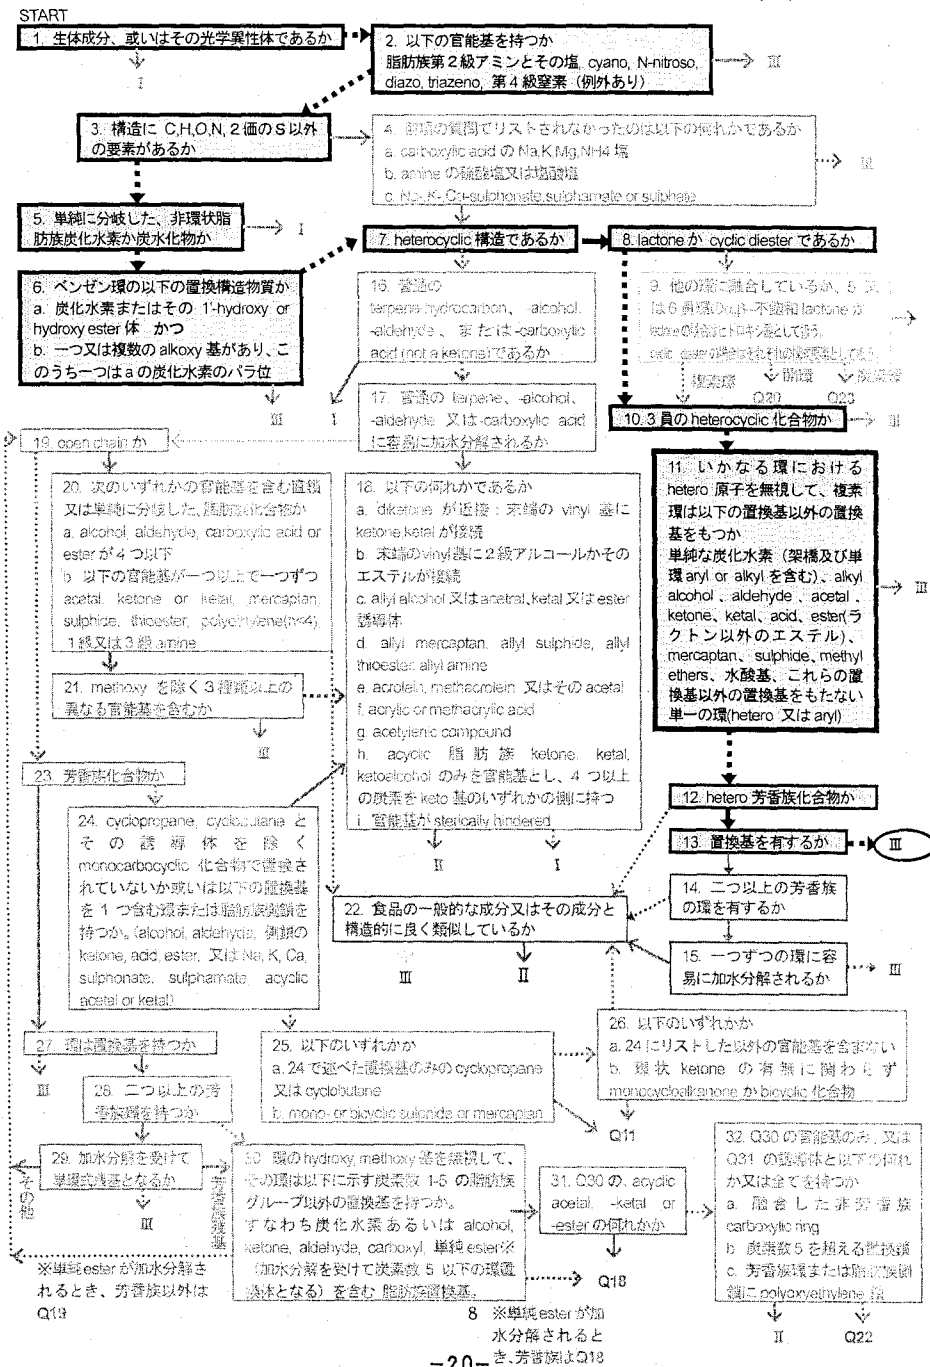 START
1. 生体成分、或いはその光学異性体であるか
I
2. 以下の官能基を持つか
脂肪族第2級アミンとその塩, cyano, N-nitroso,
diazo, triazeno, 第4級窒素 (例外あり)
III
3. 構造に C,H,O,N, 2価のS以外
の要素があるか
4. 前項の質問でリストされなかったのは以下の何れかであるか
a. carboxylic acid の Na,K,Mg,NH4 塩
b. amine の硫酸塩又は塩酸塩
c. Na-,K-,Ca-sulphonate,sulphamate or sulphate
III
5. 単純に分岐した、非環状脂
肪族炭化水素か炭水化物か
I
6. ベンゼン環の以下の置換構造物質か
a. 炭化水素またはその 1'-hydroxy or
hydroxy ester 体 かつ
b. 一つ又は複数の alkoxy 基があり、こ
のうち一つは a の炭化水素のパラ位
III
7. heterocyclic 構造であるか
8. lactone か cyclic diester であるか
9. 他の環に融合しているか、5 又
は 6 員環のα,β-不飽和 lactone か
複素環
開環
Q20
炭素環
Q23
10. 3 員の heterocyclic 化合物か
III
11. いかなる環における
hetero 原子を無視して、複素
環は以下の置換基以外の置換
基をもつか
単純な炭化水素 (架橋及び単
環 aryl or alkyl を含む)、alkyl
alcohol 、aldehyde 、acetal 、
ketone、ketal、acid、ester(ラ
クトン以外のエステル)、
mercaptan、sulphide、methyl
ethers、水酸基、これらの置
換基以外の置換基をもたない
単一の環(hetero 又は aryl)
III
12. hetero 芳香族化合物か
13. 置換基を有するか
III
14. 二つ以上の芳香族
の環を有するか
15. 一つずつの環に容
易に加水分解されるか
III
16. 普通の
terpene-hydrocarbon, -alcohol,
-aldehyde 、または-carboxylic
acid (not a ketone)であるか
I
17. 普通の terpene, -alcohol,
-aldehyde 又は-carboxylic acid
に容易に加水分解されるか
18. 以下の何れかであるか
a. diketone が近接；末端の vinyl 基に
ketone,ketal が接続
b. 末端の vinyl 基に 2 級アルコールかその
エステルが接続
c. allyl alcohol 又は acetral, ketal 又は ester
誘導体
d. allyl mercaptan, allyl sulphide, allyl
thioester, allyl amine
e. acrolein, methacrolein 又はその acetal
f. acrylic or methacrylic acid
g. acetylenic compound
h. acyclic 脂肪族 ketone, ketal,
ketoalcohol のみを官能基とし、4 つ以上
の炭素を keto 基のいずれかの側に持つ
i. 官能基が sterically hindered
II
I
19. open chain か
20. 次のいずれかの官能基を含む直鎖
又は単純に分岐した、脂肪族化合物か
a. alcohol, aldehyde, carboxylic acid or
ester が 4 つ以下
b 以下の官能基が一つ以上で一つずつ
acetal, ketone or ketal, mercaptan,
sulphide, thioester, polyethylene(n<4),
1級又は3級 amine
21. methoxy を除く 3 種類以上の
異なる官能基を含むか
III
22. 食品の一般的な成分又はその成分と
構造的に良く類似しているか
III
II
23. 芳香族化合物か
24. cyclopropane, cyclobutane と
その誘導体を除く
monocarbocyclic 化合物で置換さ
れていないか或いは以下の置換基
を 1 つ含む環または脂肪族側鎖を
持つか。(alcohol, aldehyde, 側鎖の
ketone, acid, ester, 又は Na, K, Ca,
sulphonate, sulphamate, acyclic
acetal or ketal)
25. 以下のいずれかか
a. 24 で述べた置換基のみの cyclopropane
又は cyclobutane
b. mono- or bicyclic sulphide or mercaptan
Q11
26. 以下のいずれかか
a. 24 にリストした以外の官能基を含まない
b. 環状 ketone の有無に関わらず
monocycloalkanone か bicyclic 化合物
27. 環は置換基を持つか
III
28. 二つ以上の芳
香族環を持つか
29. 加水分解を受けて
単環式残基となるか
III
その他
芳香族残基
30 環の hydroxy, methoxy 基を無視して、
その環は以下に示す炭素数 1-5 の脂肪族
グループ以外の置換基を持つか。
すなわち炭化水素あるいは alcohol,
ketone, aldehyde, carboxyl, 単純 ester※
(加水分解を受けて炭素数 5 以下の環置
換体となる) を含む 脂肪族置換基.
31. Q30 の、acyclic
acetal, -ketal or
-ester の何れかか
Q18
32. Q30 の官能基のみ、又は
Q31 の誘導体と以下の何れ
か又は全てを持つか
a. 融合した非芳香族
carboxylic ring
b 炭素数 5 を超える置換鎖
c. 芳香族環または脂肪族側
鎖に polyoxyethylene 鎖
II
Q22
※単純 ester が加水分解さ
れるとき、芳香族以外は
Q19
8 ※単純 ester が加
水分解されると
き、芳香族は Q18
－20－